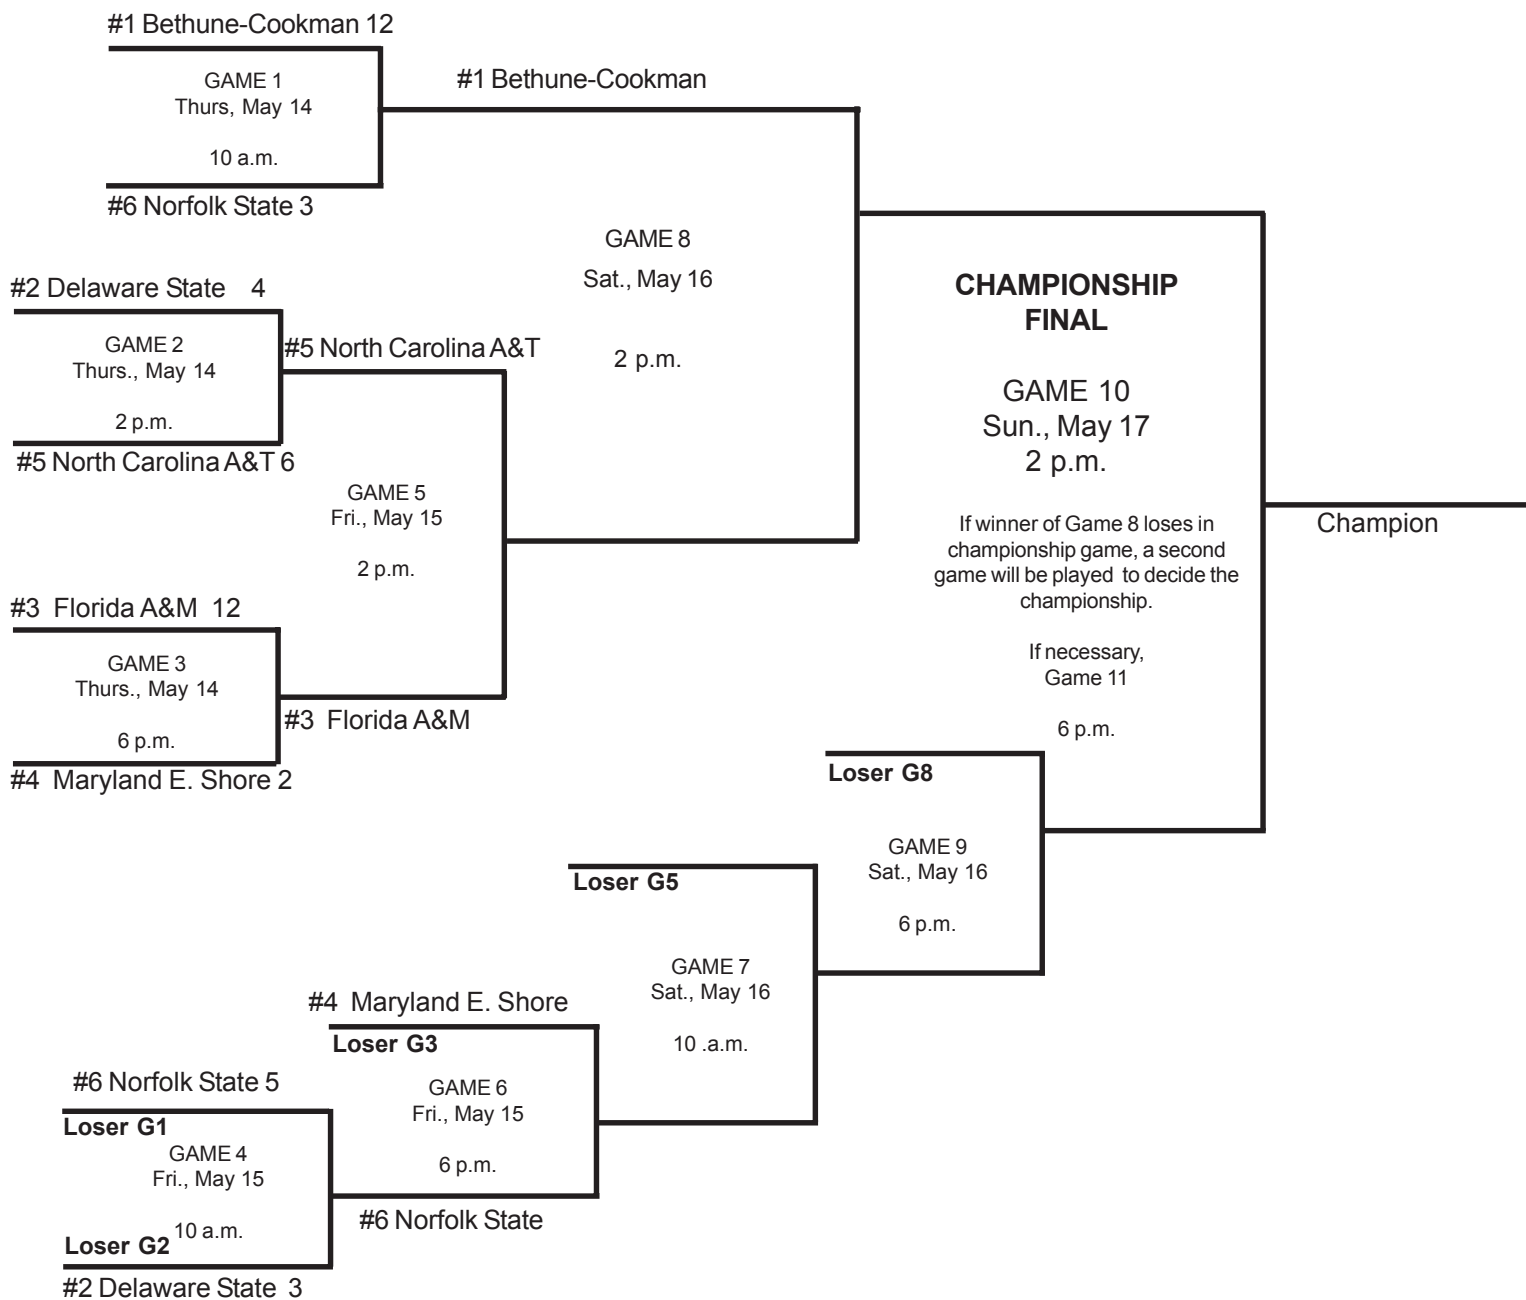 #1 Bethune-Cookman 12
GAME 1
Thurs, May 14
10 a.m.
#6 Norfolk State 3
#1 Bethune-Cookman
#2 Delaware State 4
GAME 2
Thurs., May 14
2 p.m.
#5 North Carolina A&T 6
#5 North Carolina A&T
GAME 5
Fri., May 15
2 p.m.
#3 Florida A&M 12
GAME 3
Thurs., May 14
6 p.m.
#4 Maryland E. Shore 2
#3 Florida A&M
GAME 8
Sat., May 16
2 p.m.
CHAMPIONSHIP
FINAL
GAME 10
Sun., May 17
2 p.m.
If winner of Game 8 loses in
championship game, a second
game will be played to decide the
championship.
If necessary,
Game 11
6 p.m.
Champion
Loser G8
GAME 9
Sat., May 16
6 p.m.
Loser G5
GAME 7
Sat., May 16
10 .a.m.
#4 Maryland E. Shore
Loser G3
GAME 6
Fri., May 15
6 p.m.
#6 Norfolk State
#6 Norfolk State 5
Loser G1
GAME 4
Fri., May 15
10 a.m.
Loser G2
#2 Delaware State 3